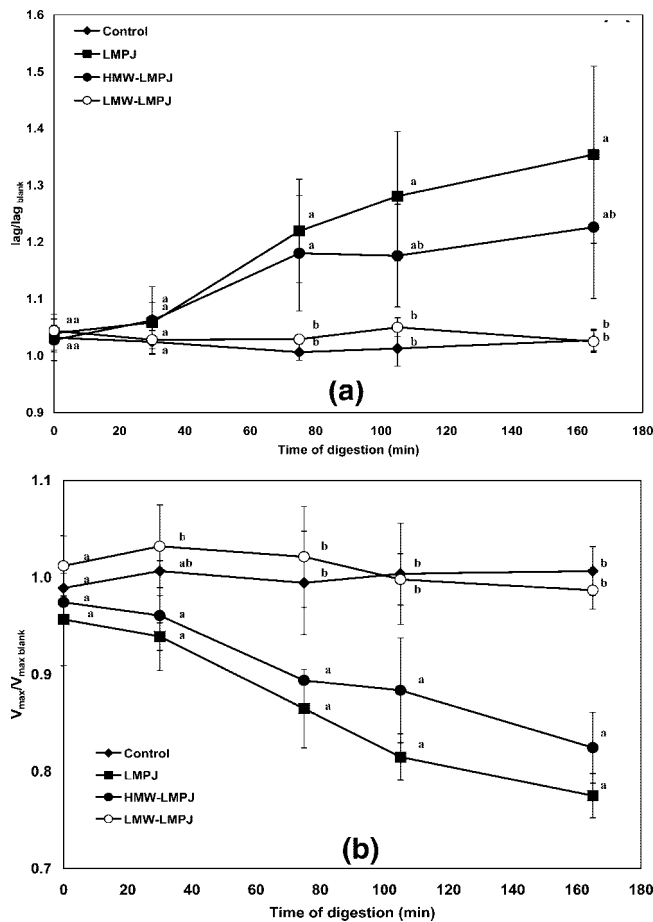 1.6
1.5
1.4
1.3
1.2
1.1
1.0
0.9
lag/lag blank
Control
LMPJ
HMW-LMPJ
LMW-LMPJ
aa
aa
a
a
a
a
a
a
b
b
a
ab
b
b
a
ab
b
b
(a)
0 20 40 60 80 100 120 140 160 180
Time of digestion (min)
1.1
1.0
0.9
0.8
0.7
Vmax/Vmax blank
a
a
a
a
b
ab
a
a
b
b
a
a
b
b
a
a
b
b
a
a
Control
LMPJ
HMW-LMPJ
LMW-LMPJ
(b)
0 20 40 60 80 100 120 140 160 180
Time of digestion (min)